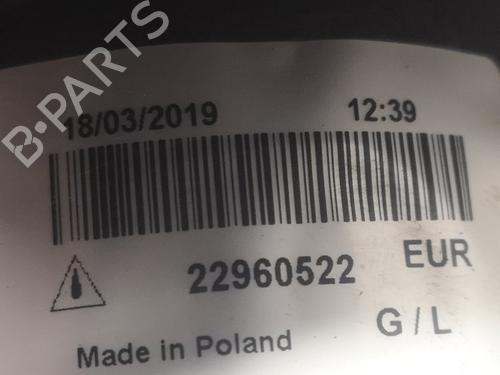 B-PARTS
18/03/2019 12:39
22960522 EUR
G / L
Made in Poland